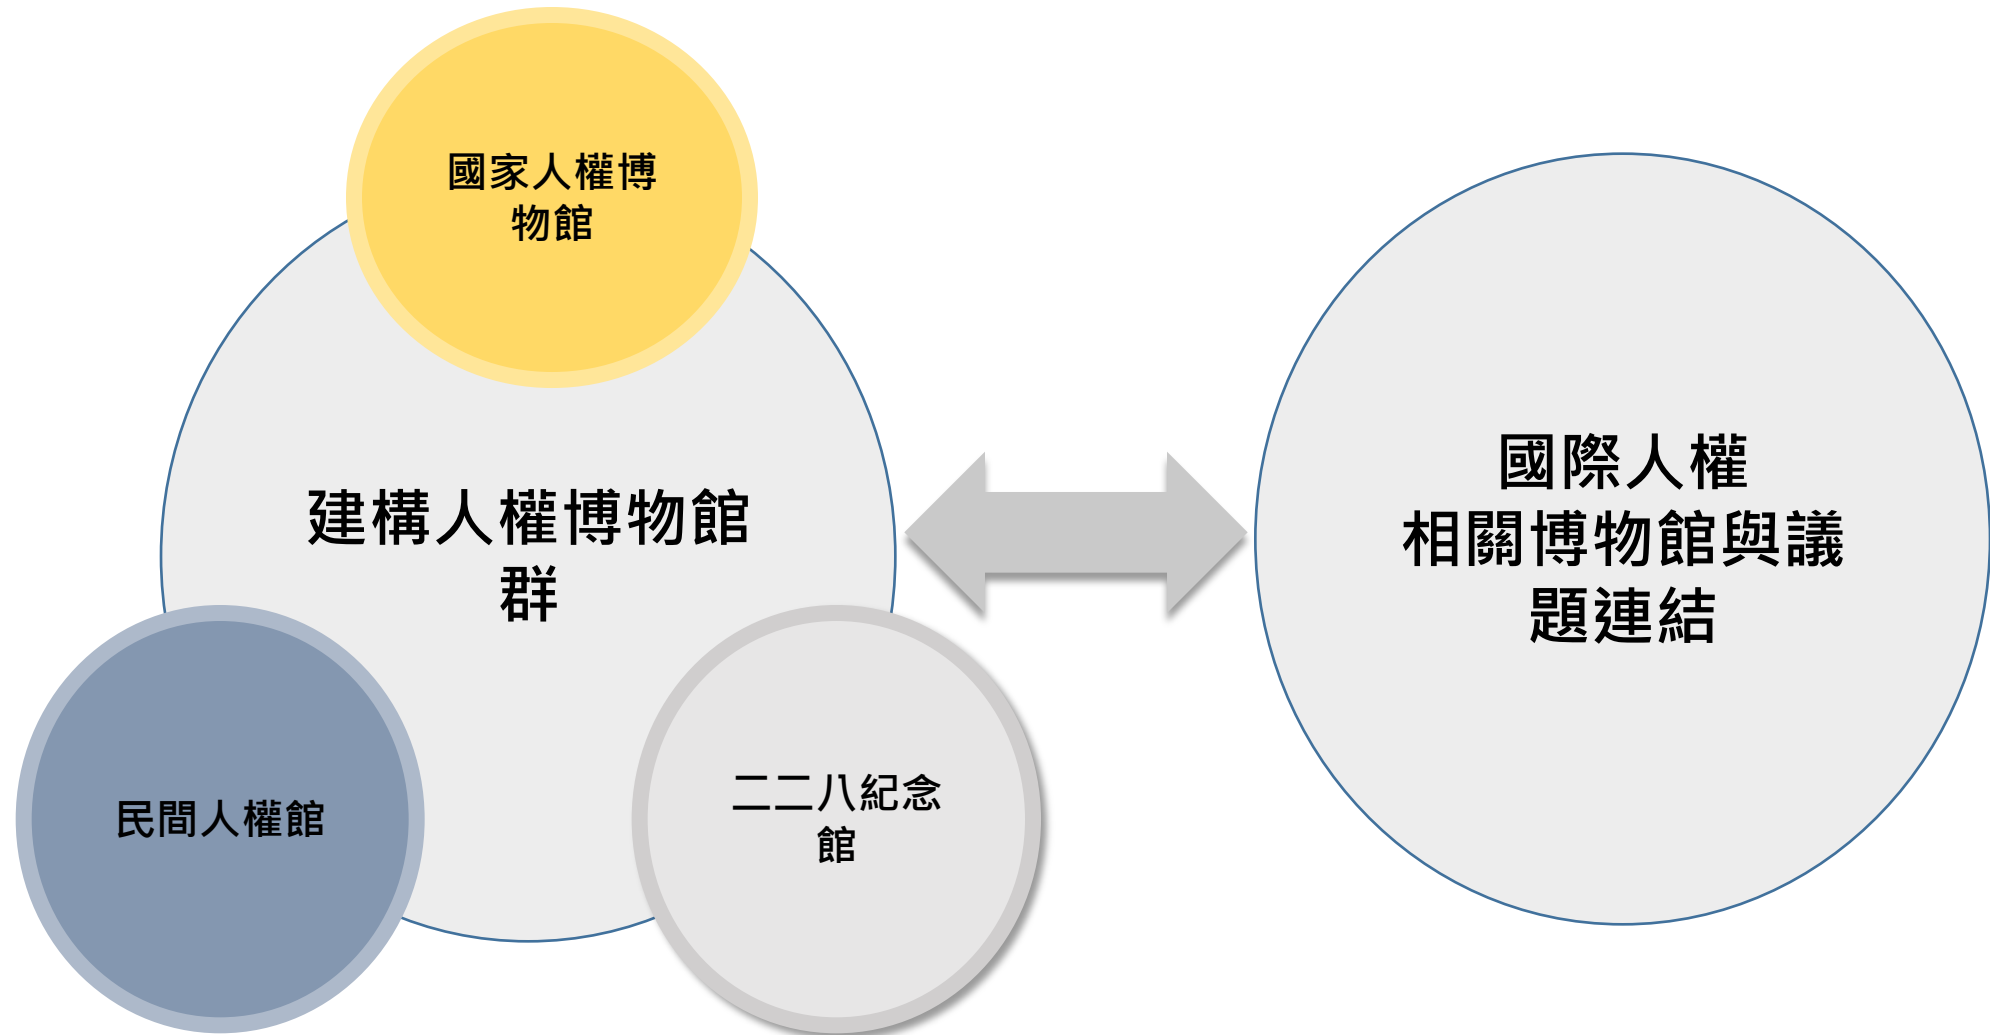 國家人權博
物館
建構人權博物館
群
民間人權館
二二八紀念
館
國際人權
相關博物館與議
題連結